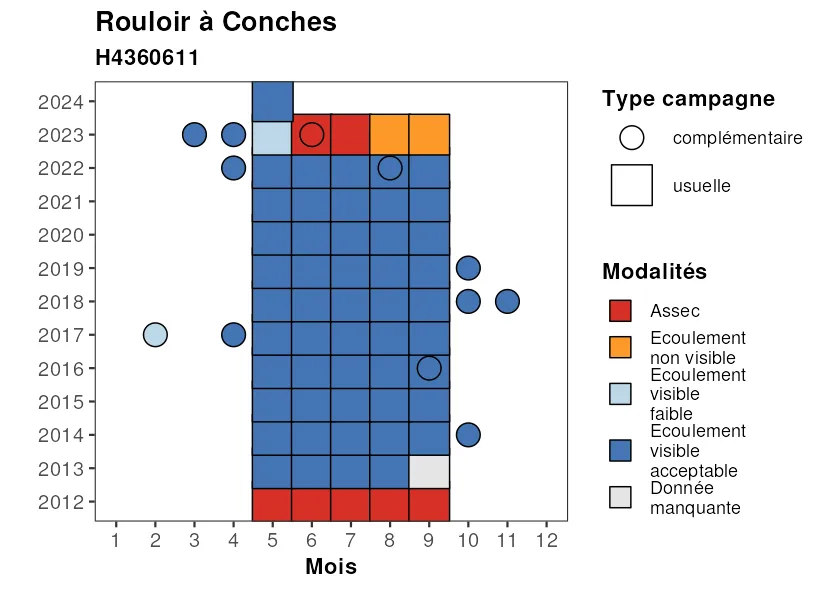 Rouloir à Conches
H4360611
2024
2023
2022
2021
2020
2019
2018
2017
2016
2015
2014
2013
2012
1 2 3 4 5 6 7 8 9 10 11 12
Mois
Type campagne
complémentaire
usuelle
Modalités
Assec
Ecoulement
non visible
Ecoulement
visible
faible
Ecoulement
visible
acceptable
Donnée
manquante